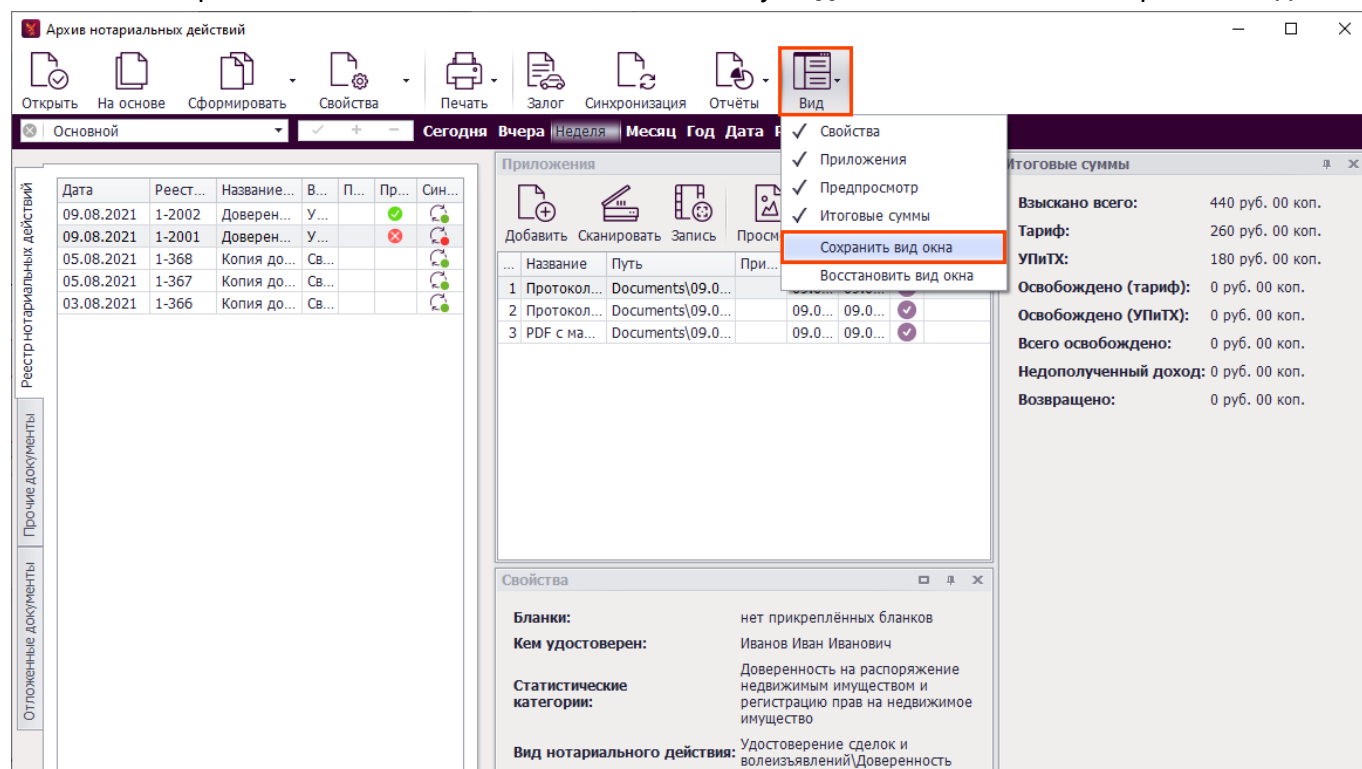 Архив нотариальных действий
Открыть На основе Сформировать Свойства Печать Залог Синхронизация Отчёты Вид
Основной Сегодня Вчера Неделя Месяц Год Дата
Свойства
Приложения
Предпросмотр
Итоговые суммы
Сохранить вид окна
Восстановить вид окна
Реестр нотариальных действий
Прочие документы
Отложенные документы
Дата Реест... Название... В... П... Пр... Син...
09.08.2021 1-2002 Доверен... У...
09.08.2021 1-2001 Доверен... У...
05.08.2021 1-368 Копия до... Св...
05.08.2021 1-367 Копия до... Св...
03.08.2021 1-366 Копия до... Св...
Приложения
Добавить Сканировать Запись
... Название Путь При...
1 Протокол... Documents\09.0...
2 Протокол... Documents\09.0... 09.0... 09.0...
3 PDF с ма... Documents\09.0... 09.0... 09.0...
Свойства
Бланки: нет прикреплённых бланков
Кем удостоверен: Иванов Иван Иванович
Статистические категории: Доверенность на распоряжение
недвижимым имуществом и
регистрацию прав на недвижимое
имущество
Вид нотариального действия: Удостоверение сделок и
волеизъявлений\Доверенность
Итоговые суммы
Взыскано всего: 440 руб. 00 коп.
Тариф: 260 руб. 00 коп.
УПиТХ: 180 руб. 00 коп.
Освобождено (тариф): 0 руб. 00 коп.
Освобождено (УПиТХ): 0 руб. 00 коп.
Всего освобождено: 0 руб. 00 коп.
Недополученный доход: 0 руб. 00 коп.
Возвращено: 0 руб. 00 коп.